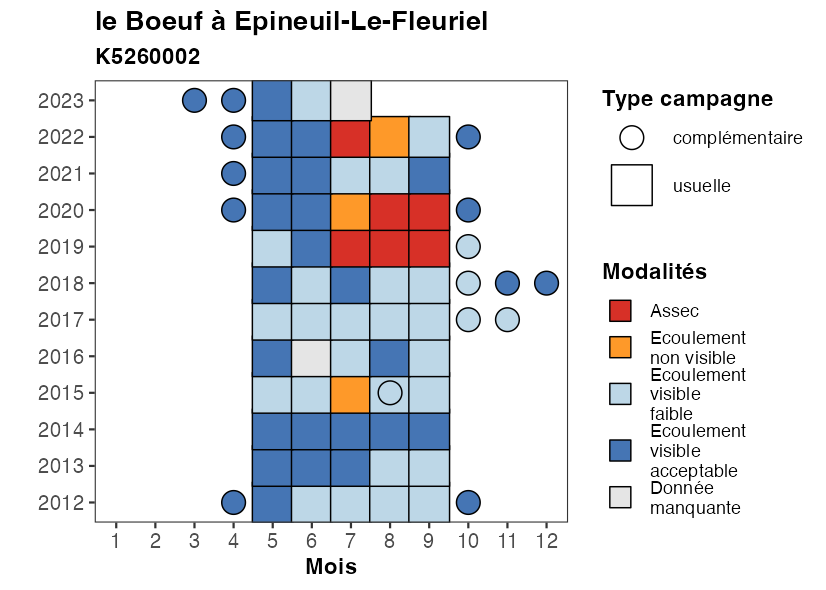 le Boeuf à Epineuil-Le-Fleuriel
K5260002
2023
2022
2021
2020
2019
2018
2017
2016
2015
2014
2013
2012
1 2 3 4 5 6 7 8 9 10 11 12
Mois
Type campagne
complémentaire
usuelle
Modalités
Assec
Ecoulement
non visible
Ecoulement
visible
faible
Ecoulement
visible
acceptable
Donnée
manquante